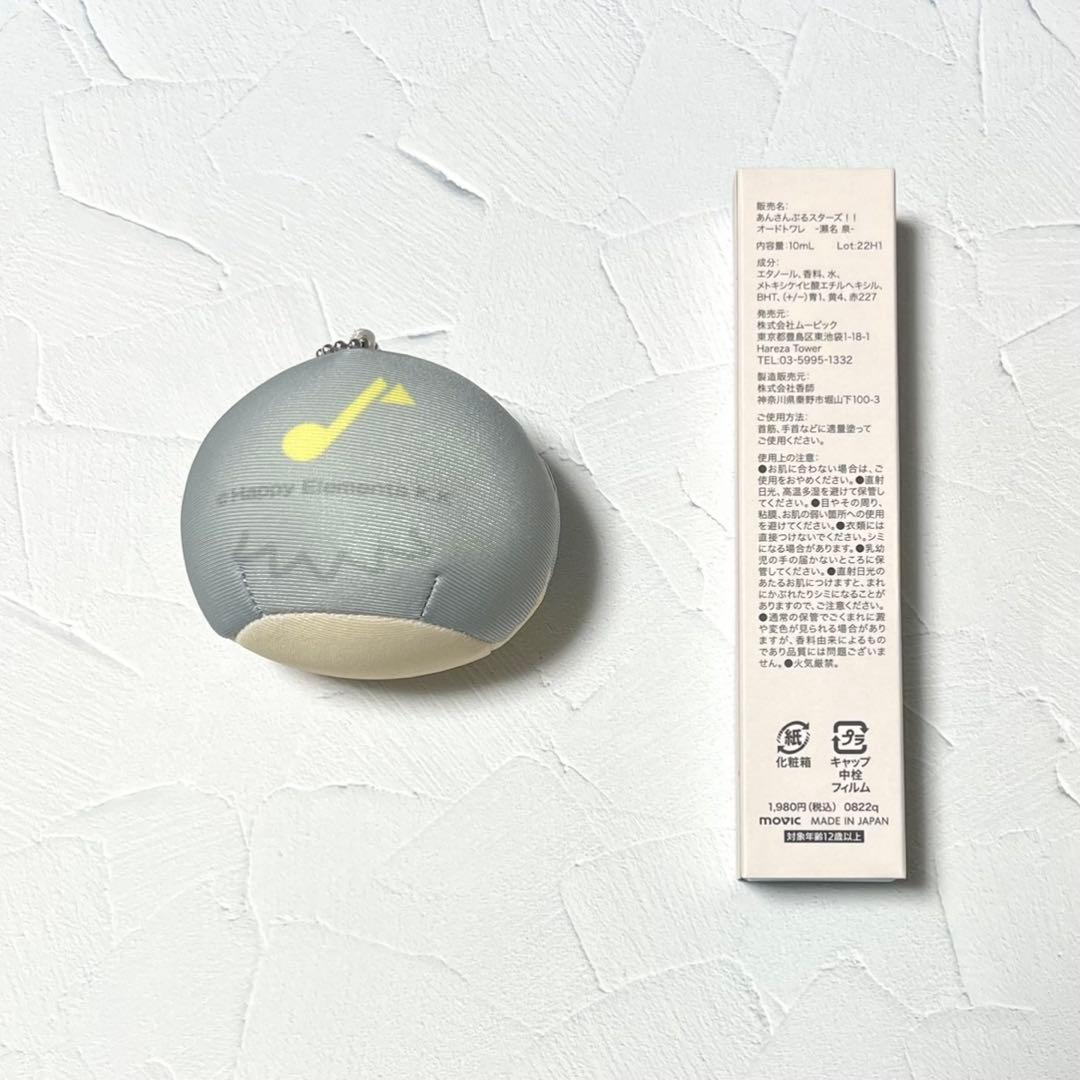 ©Happy Elements K.K
販売名:
あんさんぶるスターズ！！
オードトワレ -瀬名 泉-
内容量:10mL Lot:22H1
成分:
エタノール、香料、水、
メトキシケイヒ酸エチルヘキシル、
BHT、(+/−)青1、黄4、赤227
発売元:
株式会社ムービック
東京都豊島区東池袋1-18-1
Hareza Tower
TEL:03-5995-1332
製造販売元:
株式会社香師
神奈川県秦野市堀山下100-3
ご使用方法:
首筋、手首などに適量塗って
ご使用ください。
使用上の注意:
●お肌に合わない場合は、ご
使用をおやめください。●直射
日光、高温多湿を避けて保管し
てください。●目やその周り、
粘膜、お肌の弱い箇所への使用
を避けてください。●衣類には
直接つけないでください。シミ
になる場合があります。●乳幼
児の手の届かないところに保
管してください。●直射日光の
あたるお肌につけますと、まれ
にかぶれたりシミになることが
ありますので、ご注意ください。
●通常の保管でごくまれに澱
や変色が見られる場合があり
ますが、香料由来によるもの
であり品質には問題ございま
せん。●火気厳禁。
紙
化粧箱
プラ
キャップ
中栓
フィルム
1,980円(税込) 0822q
movic MADE IN JAPAN
対象年齢12歳以上